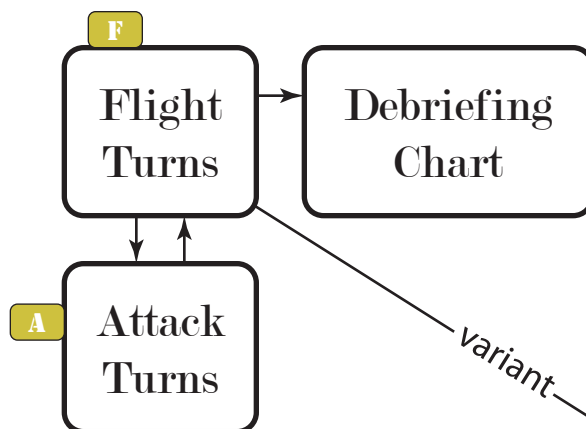 F
Flight
Turns
Debriefing
Chart
A
Attack
Turns
variant